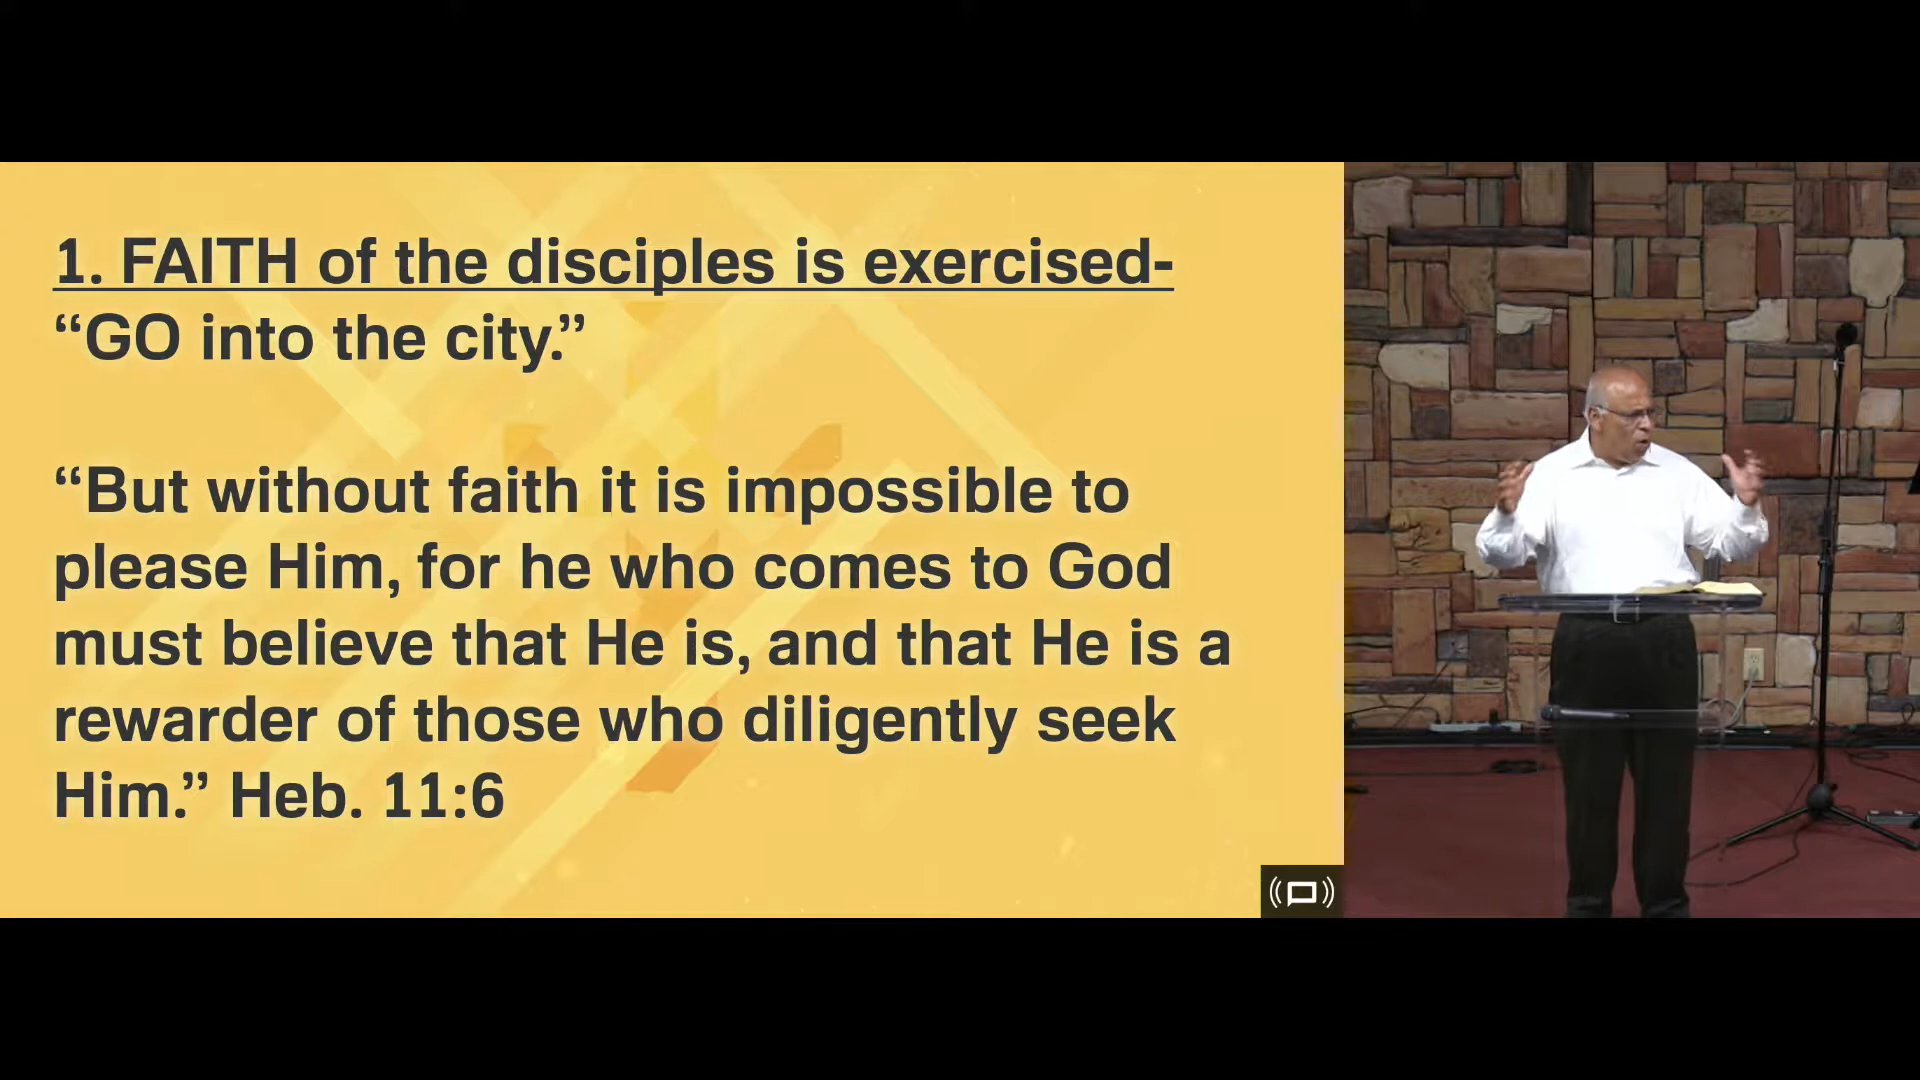 1. FAITH of the disciples is exercised-
“GO into the city.”
“But without faith it is impossible to
please Him, for he who comes to God
must believe that He is, and that He is a
rewarder of those who diligently seek
Him.” Heb. 11:6